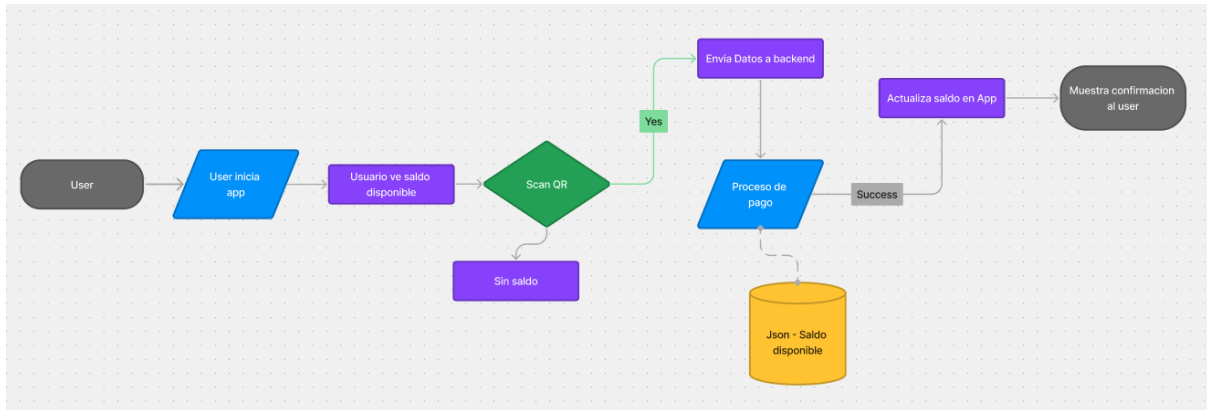 User
User inicia
app
Usuario ve saldo
disponible
Scan QR
Sin saldo
Yes
Envia Datos a backend
Proceso de
pago
Json - Saldo
disponible
Success
Actualiza saldo en App
Muestra confirmacion
al user